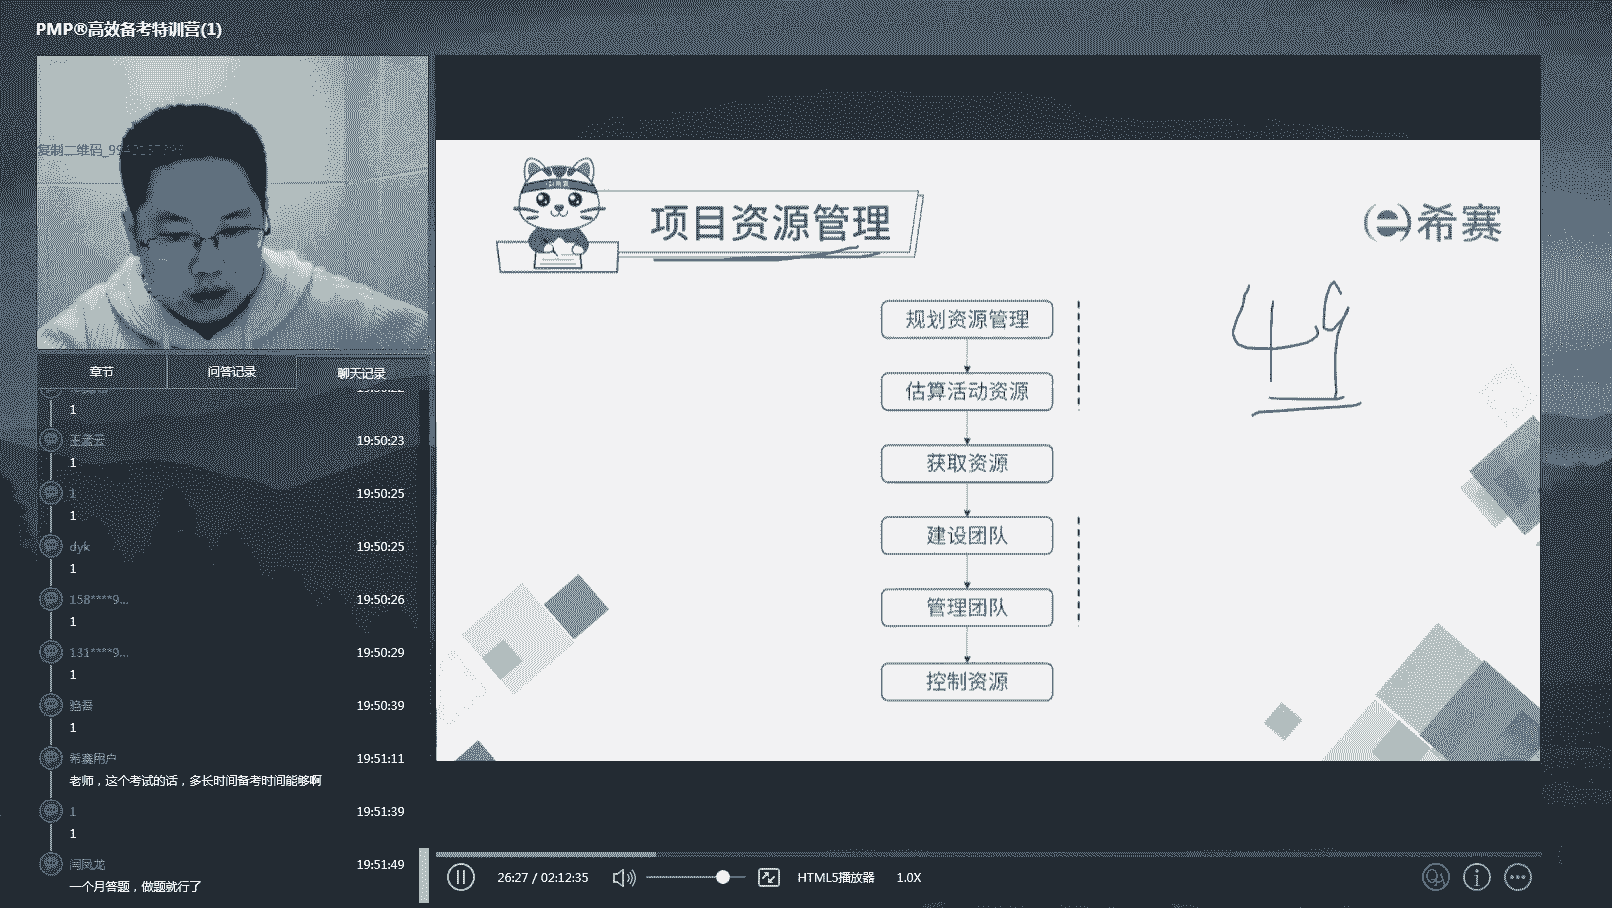 PMP®高效备考特训营(1)
复制二维码_99
章节
问答记录
聊天记录
1
王孟云
19:50:23
1
1
19:50:25
1
dyk
19:50:25
1
158****9...
19:50:26
1
131****9...
19:50:29
1
19:50:39
1
希赛用户
19:51:11
老师，这个考试的话，多长时间备考时间能够啊
1
19:51:39
1
闫凤龙
19:51:49
一个月答题，做题就行了
项目资源管理
希赛
规划资源管理
估算活动资源
获取资源
建设团队
管理团队
控制资源
49
26:27 / 02:12:35
HTML5播放器
1.0X